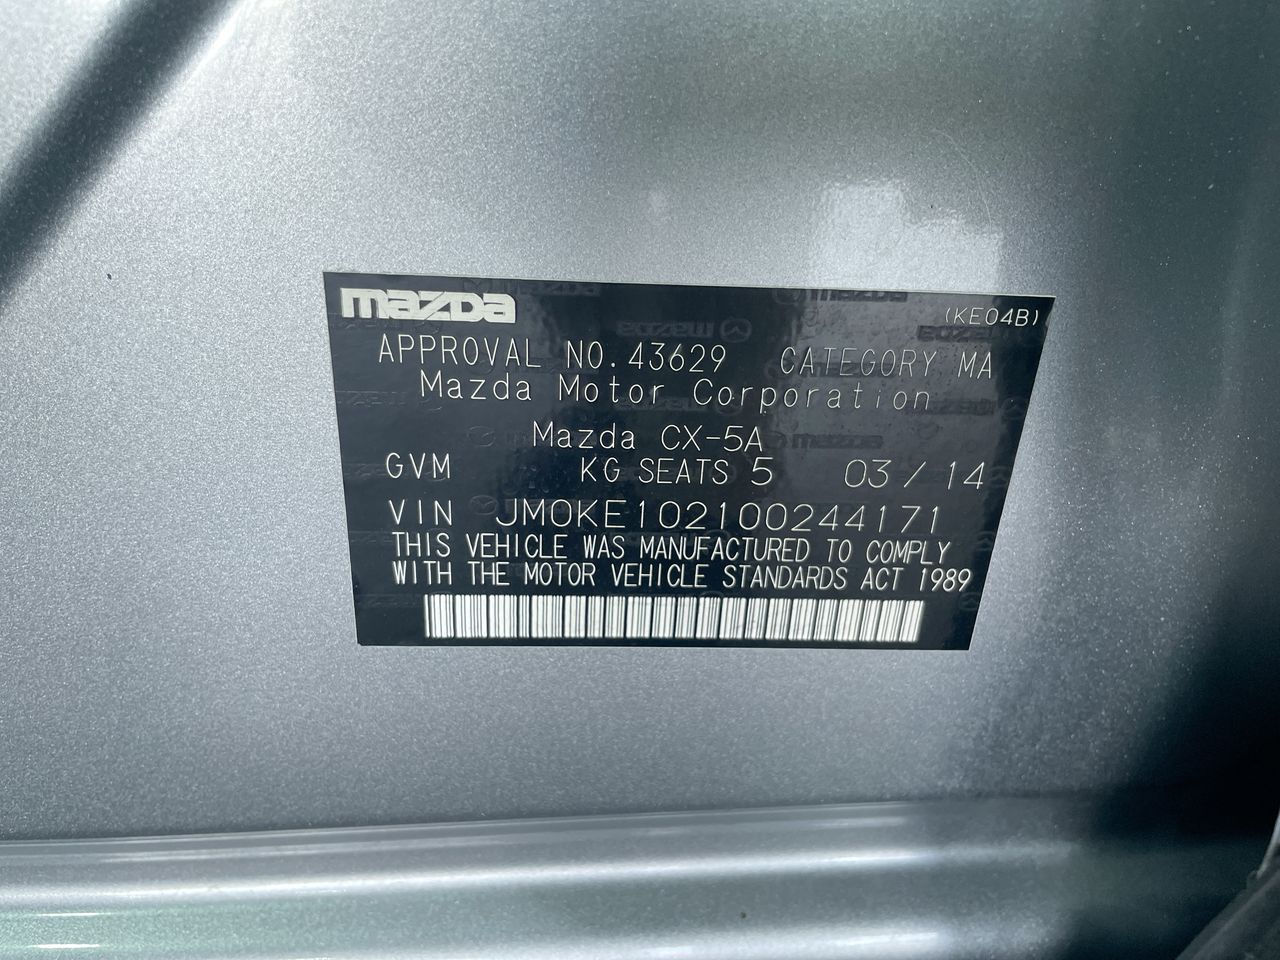 mazda (KE04B)
APPROVAL NO. 43629 CATEGORY MA
Mazda Motor Corporation
Mazda CX-5A
GVM KG SEATS 5 03 / 14
VIN JM0KE102100244171
THIS VEHICLE WAS MANUFACTURED TO COMPLY
WITH THE MOTOR VEHICLE STANDARDS ACT 1989